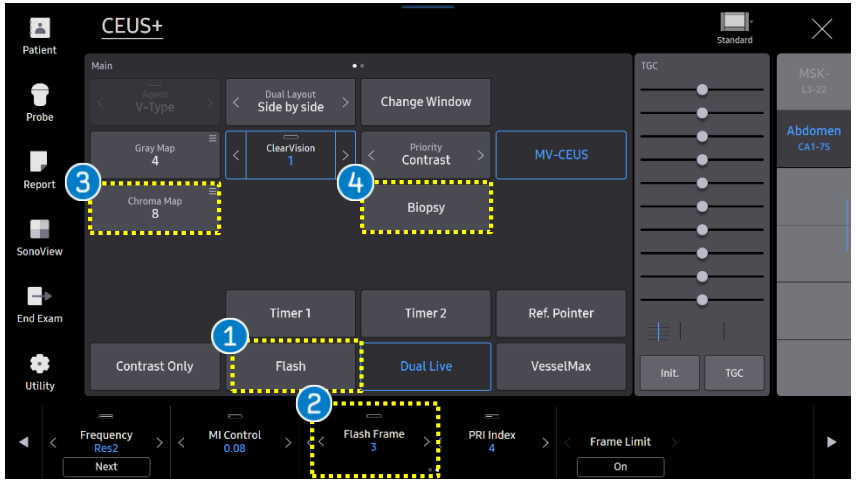 CEUS+
Standard
Patient
Probe
Report
SonoView
End Exam
Utility
Main
Agent
V-Type
Dual Layout
Side by side
Change Window
Gray Map
4
ClearVision
1
Priority
Contrast
MV-CEUS
3
4
Chroma Map
8
Biopsy
Timer 1
Timer 2
Ref. Pointer
1
Contrast Only
Flash
Dual Live
VesselMax
TGC
Init.
TGC
MSK-
L3-22
Abdomen
CA1-7S
2
Frequency
Res2
Next
MI Control
0.08
Flash Frame
3
PRI Index
4
Frame Limit
On